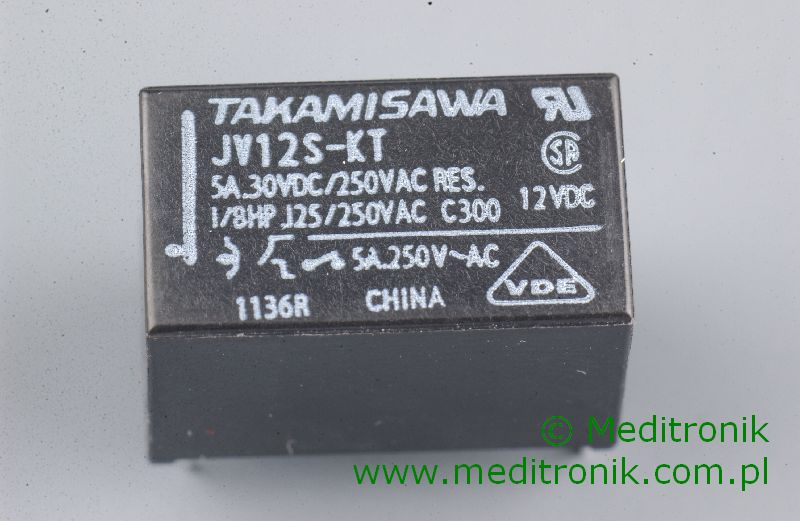 TAKAMISAWA
JV12S-KT
5A.30VDC/250VAC RES.
1/8HP.125/250VAC C300
12VDC
5A.250V~AC
VDE
1136R CHINA
© Meditronik
www.meditronik.com.pl